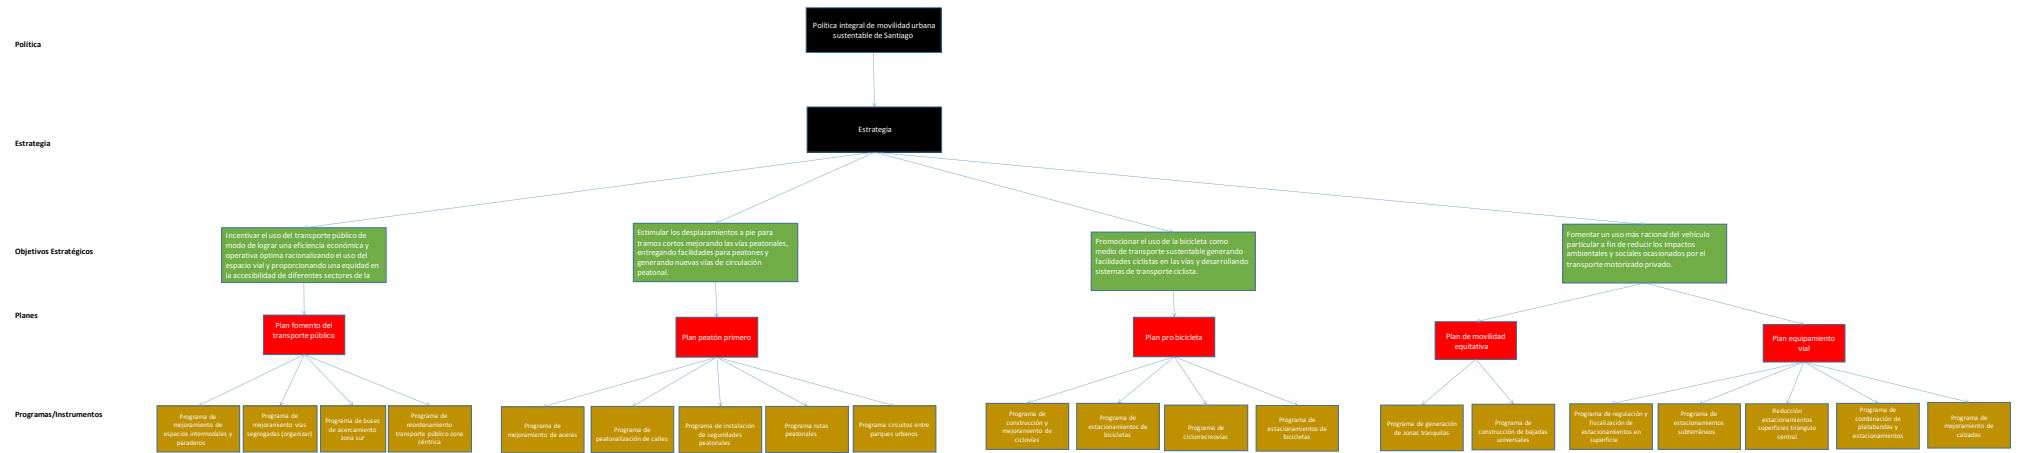 Política
Política integral de movilidad urbana
sustentable de Santiago
Estrategia
Estrategia
Objetivos Estratégicos
Incentivar el uso del transporte público de
modo de lograr una eficiencia económica y
operativa óptima racionalizando el uso del
espacio vial y proporcionando una equidad en
la accesibilidad de diferentes sectores de la
Estimular los desplazamientos a pie para
tramos cortos mejorando las vías peatonales,
entregando facilidades para peatones y
generando nuevas vías de circulación
peatonal.
Promocionar el uso de la bicicleta como
medio de transporte sustentable generando
facilidades ciclistas en las vías y desarrollando
sistemas de transporte ciclista.
Fomentar un uso más racional del vehículo
particular a fin de reducir los impactos
ambientales y sociales ocasionados por el
transporte motorizado privado.
Planes
Plan fomento del
transporte público
Plan peatón primero
Plan pro bicicleta
Plan de movilidad
equitativa
Plan equipamiento
vial
Programas/Instrumentos
Programa de
mejoramiento de
espacios intermodales y
paraderos
Programa de
mejoramiento vías
segregadas (organizar)
Programa de buses
de acercamiento
zona sur
Programa de
reordenamiento
transporte público zona
céntrica
Programa de
mejoramiento de aceras
Programa de
peatonalización de calles
Programa de instalación
de seguridades
peatonales
Programa rutas
peatonales
Programa circuitos entre
parques urbanos
Programa de
construcción y
mejoramiento de
ciclovías
Programa de
estacionamientos de
bicicletas
Programa de
ciclorrecreovías
Programa de
estacionamientos de
bicicletas
Programa de generación
de zonas tranquilas
Programa de
construcción de bajadas
universales
Programa de regulación y
fiscalización de
estacionamientos en
superficie
Programa de
estacionamientos
subterráneos
Reducción
estacionamientos
superficies triangulo
central
Programa de
combinación de
platabandas y
estacionamientos
Programa de
mejoramiento de
calzadas